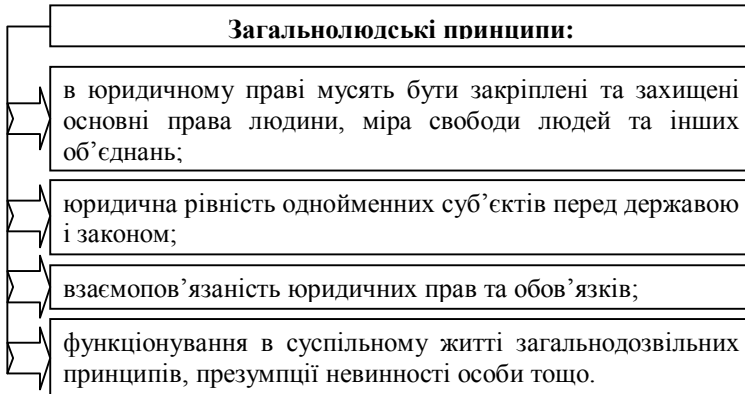 Загальнолюдські принципи:
в юридичному праві мусять бути закріплені та захищені
основні права людини, міра свободи людей та інших
об’єднань;
юридична рівність однойменних суб’єктів перед державою
і законом;
взаємопов’язаність юридичних прав та обов’язків;
функціонування в суспільному житті загальнодозвільних
принципів, презумпції невинності особи тощо.